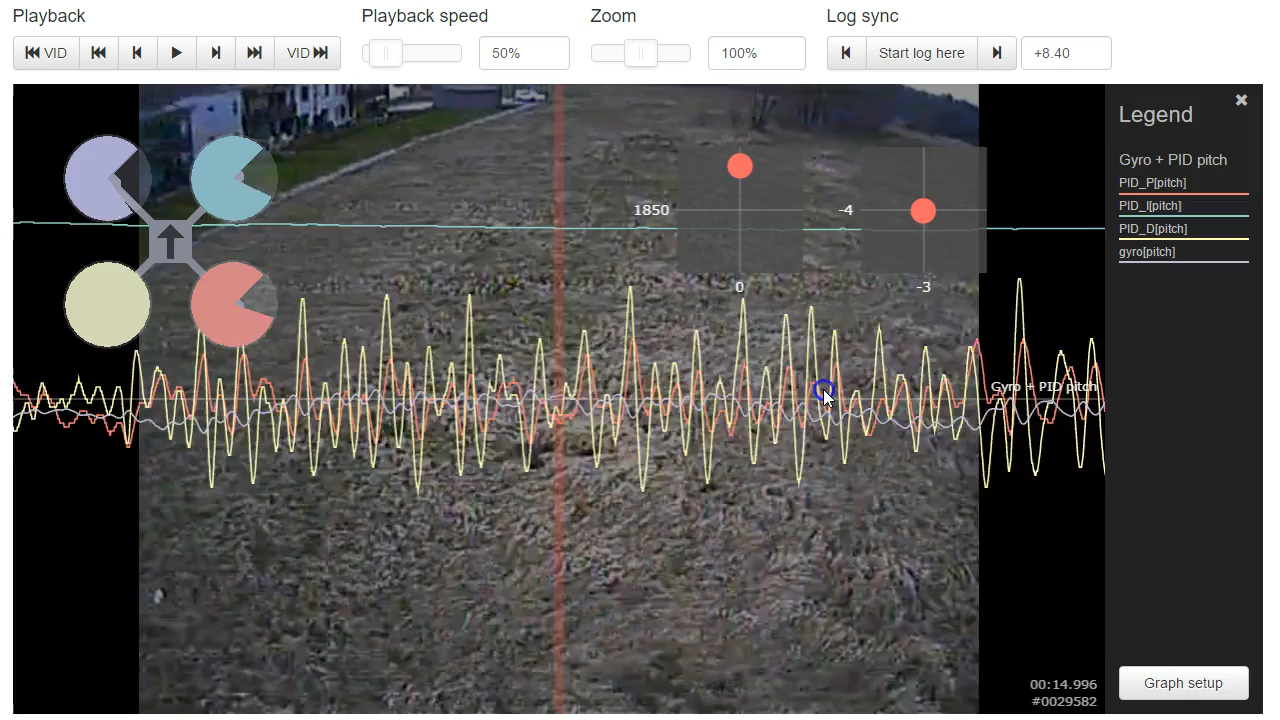 Playback
Playback speed
Zoom
Log sync
VID
VID
50%
100%
Start log here
+8.40
Legend
Gyro + PID pitch
PID_P[pitch]
PID_I[pitch]
PID_D[pitch]
gyro[pitch]
1850
-4
0
-3
Gyro + PID pitch
00:14.996
#0029582
Graph setup